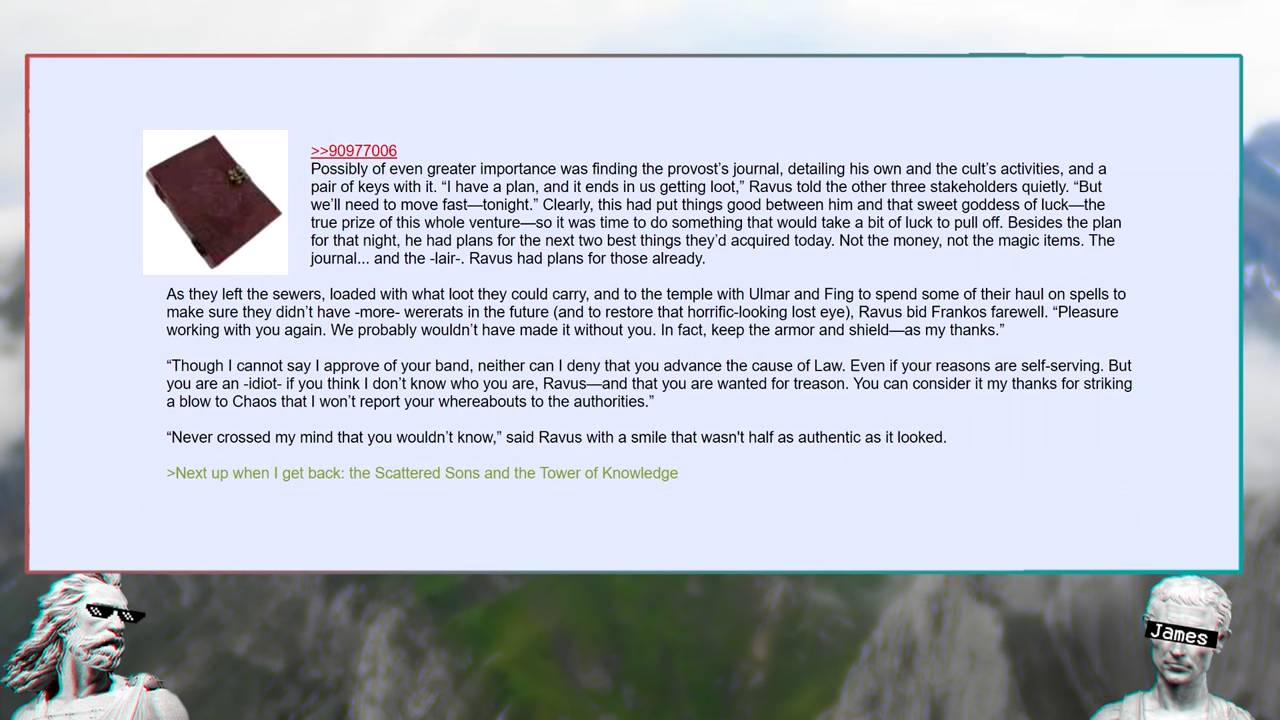 >>90977006
Possibly of even greater importance was finding the provost’s journal, detailing his own and the cult’s activities, and a
pair of keys with it. “I have a plan, and it ends in us getting loot,” Ravus told the other three stakeholders quietly. “But
we’ll need to move fast—tonight.” Clearly, this had put things good between him and that sweet goddess of luck—the
true prize of this whole venture—so it was time to do something that would take a bit of luck to pull off. Besides the plan
for that night, he had plans for the next two best things they’d acquired today. Not the money, not the magic items. The
journal... and the -lair-. Ravus had plans for those already.
As they left the sewers, loaded with what loot they could carry, and to the temple with Ulmar and Fing to spend some of their haul on spells to
make sure they didn’t have -more- wererats in the future (and to restore that horrific-looking lost eye), Ravus bid Frankos farewell. “Pleasure
working with you again. We probably wouldn’t have made it without you. In fact, keep the armor and shield—as my thanks.”
“Though I cannot say I approve of your band, neither can I deny that you advance the cause of Law. Even if your reasons are self-serving. But
you are an -idiot- if you think I don’t know who you are, Ravus—and that you are wanted for treason. You can consider it my thanks for striking
a blow to Chaos that I won’t report your whereabouts to the authorities.”
“Never crossed my mind that you wouldn’t know,” said Ravus with a smile that wasn't half as authentic as it looked.
>Next up when I get back: the Scattered Sons and the Tower of Knowledge
James